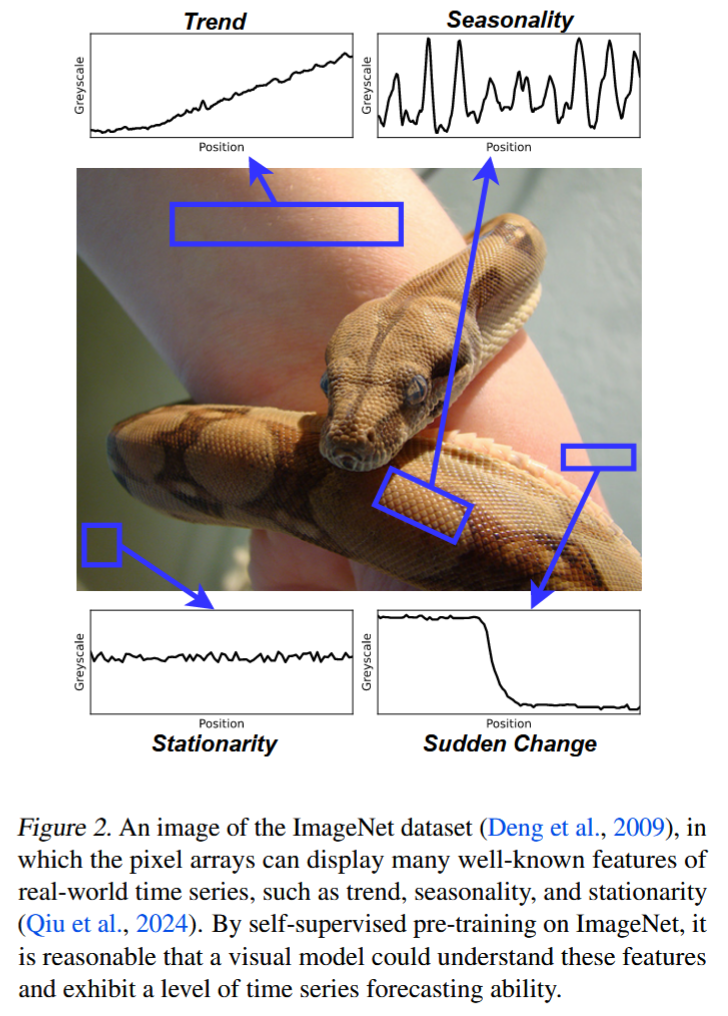 Trend
Seasonality
Greyscale
Position
Greyscale
Position
Greyscale
Position
Greyscale
Position
Stationarity
Sudden Change
Figure 2. An image of the ImageNet dataset (Deng et al., 2009), in
which the pixel arrays can display many well-known features of
real-world time series, such as trend, seasonality, and stationarity
(Qiu et al., 2024). By self-supervised pre-training on ImageNet, it
is reasonable that a visual model could understand these features
and exhibit a level of time series forecasting ability.